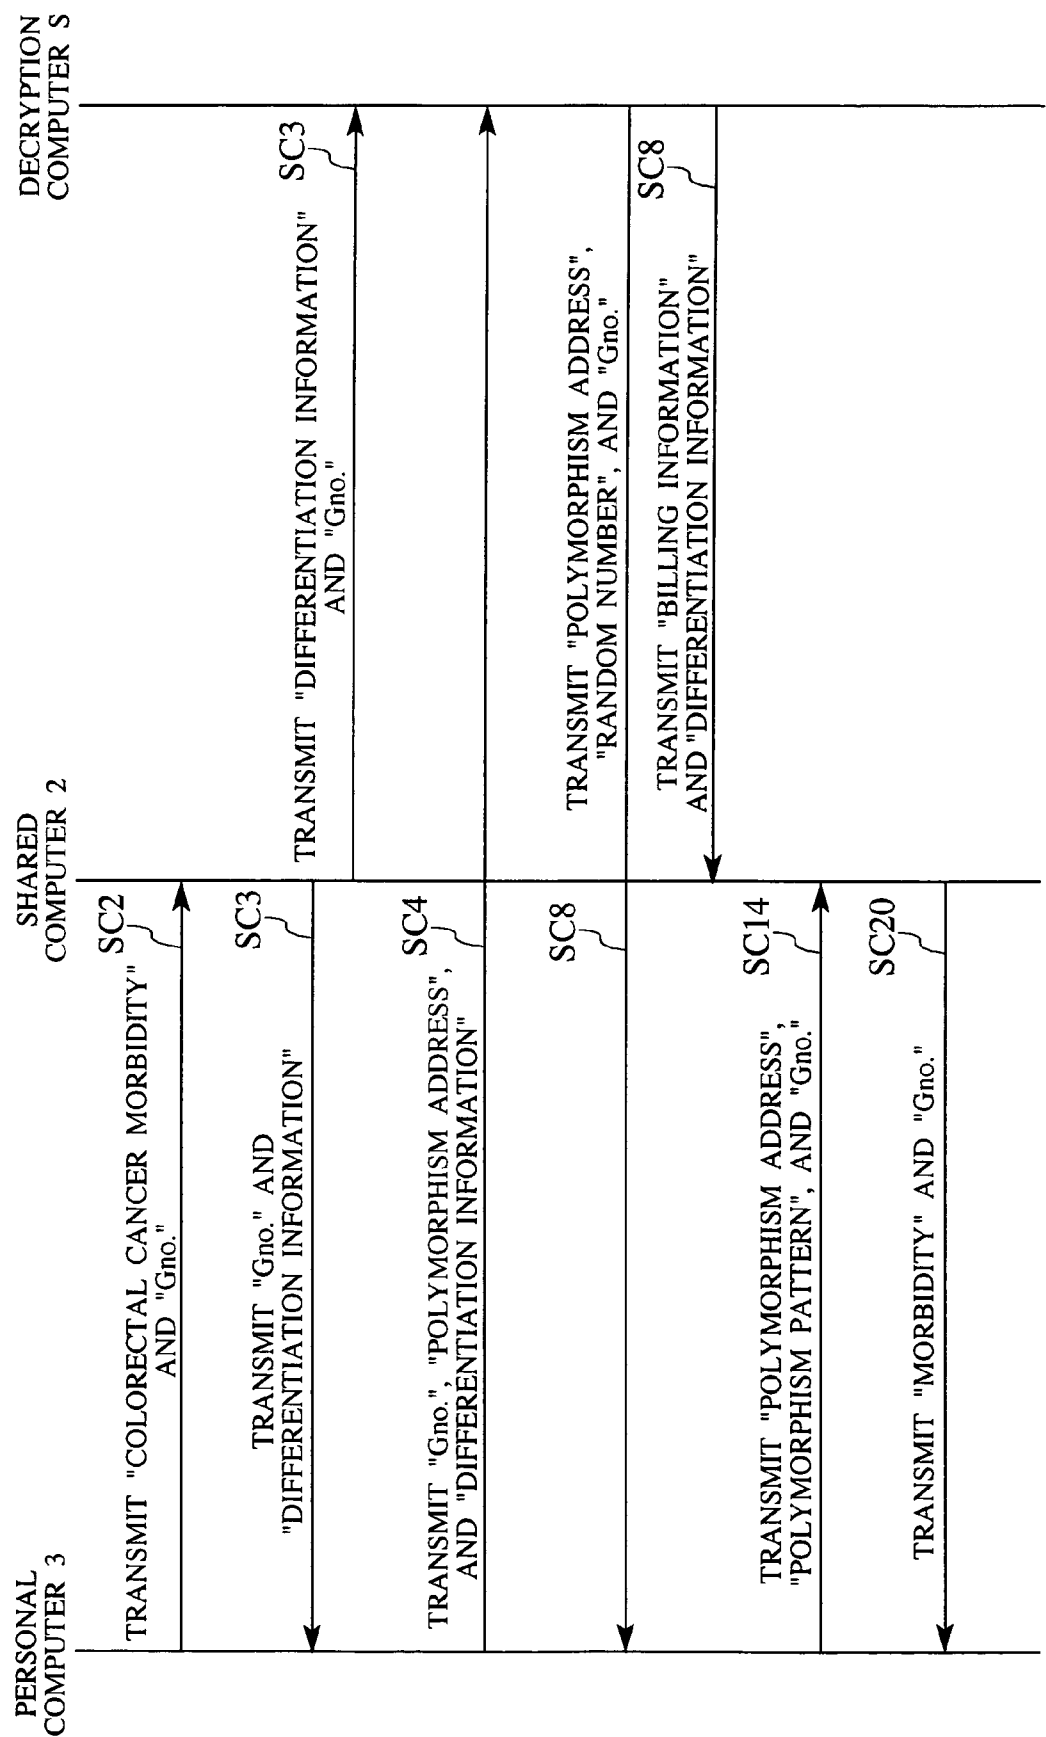 PERSONAL
COMPUTER 3
SHARED
COMPUTER 2
DECRYPTION
COMPUTER S
TRANSMIT "COLORECTAL CANCER MORBIDITY"
AND "Gno."
SC2
TRANSMIT "Gno." AND
"DIFFERENTIATION INFORMATION"
SC3
TRANSMIT "DIFFERENTIATION INFORMATION"
AND "Gno."
SC3
TRANSMIT "Gno.", "POLYMORPHISM ADDRESS",
AND "DIFFERENTIATION INFORMATION"
SC4
SC8
TRANSMIT "POLYMORPHISM ADDRESS",
"RANDOM NUMBER", AND "Gno."
TRANSMIT "BILLING INFORMATION"
AND "DIFFERENTIATION INFORMATION"
SC8
TRANSMIT "POLYMORPHISM ADDRESS",
"POLYMORPHISM PATTERN", AND "Gno."
SC14
TRANSMIT "MORBIDITY" AND "Gno."
SC20